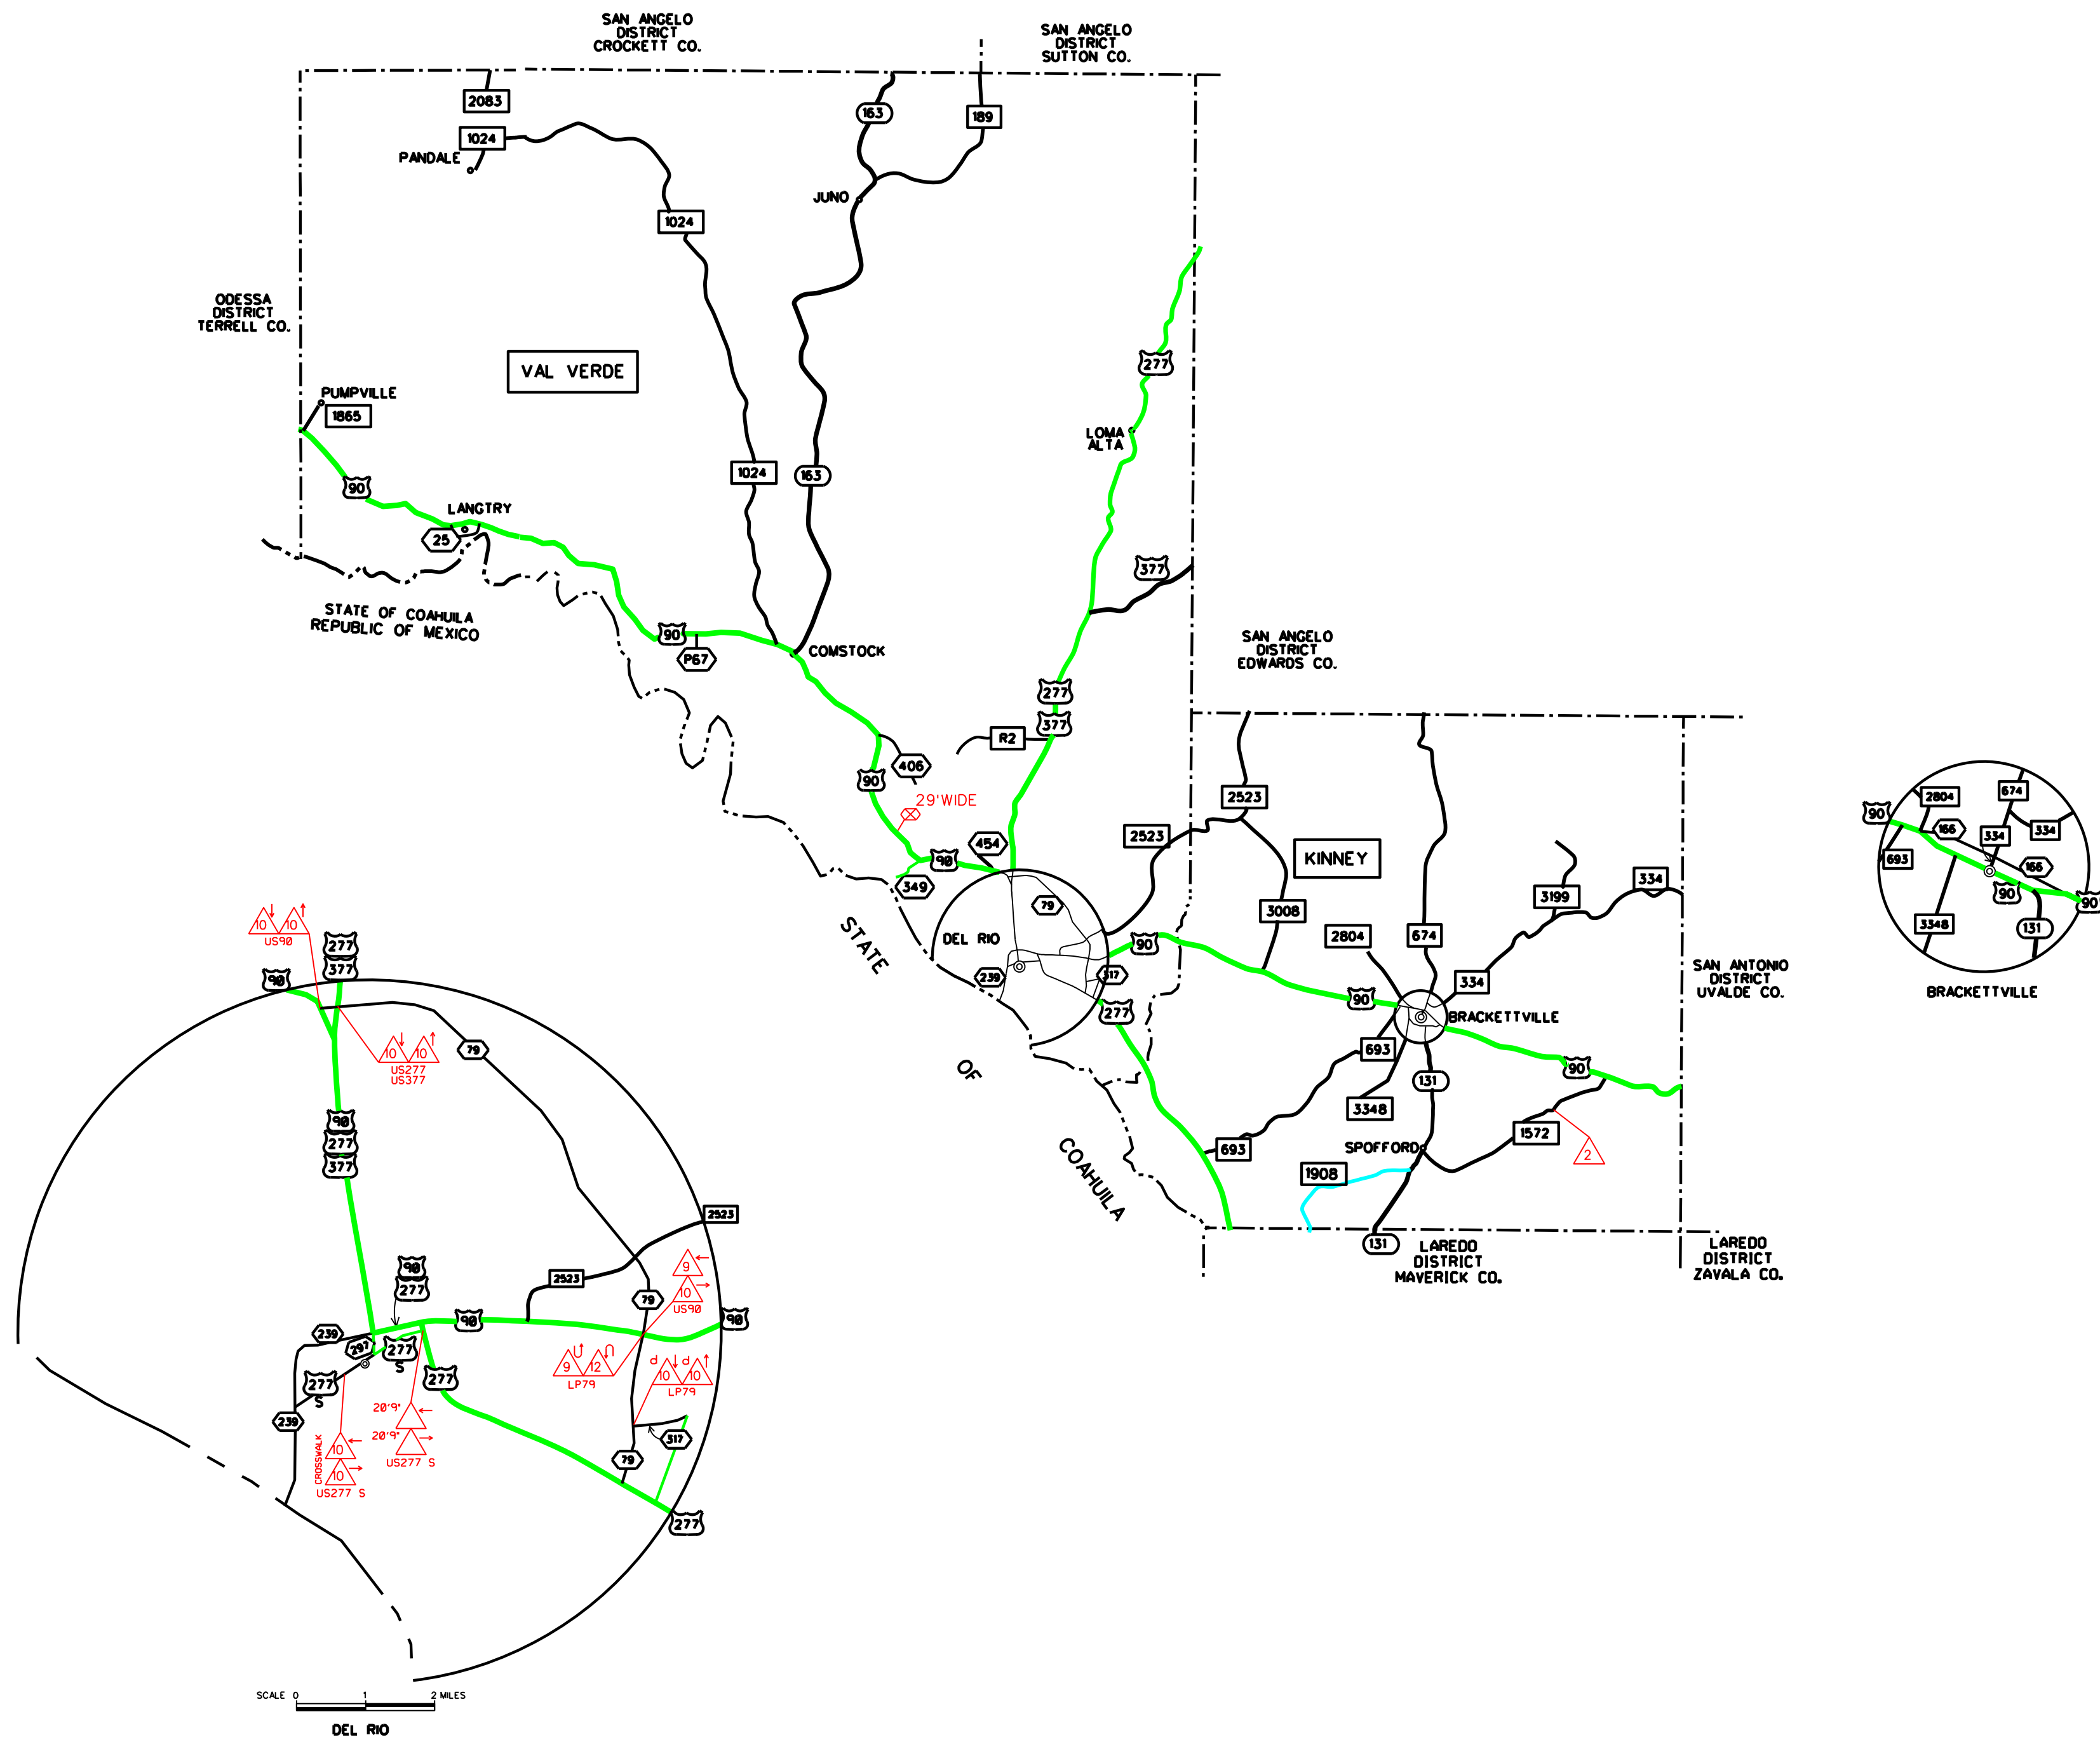 SAN ANGELO
DISTRICT
CROCKETT CO.
SAN ANGELO
DISTRICT
SUTTON CO.
2083
1024
PANDALE
163
189
JUNO
1024
ODESSA
DISTRICT
TERRELL CO.
VAL VERDE
277
PUMPVILLE
1865
LOMA
ALTA
1024
163
90
LANGTRY
25
377
STATE OF COAHUILA
REPUBLIC OF MEXICO
90
P67
COMSTOCK
SAN ANGELO
DISTRICT
EDWARDS CO.
277
377
R2
406
90
29'WIDE
2523
2523
454
90
349
KINNEY
334
3199
79
3008
2804
674
DEL RIO
239
317
90
STATE
OF
COAHUILA
277
90
334
BRACKETTVILLE
SAN ANTONIO
DISTRICT
UVALDE CO.
693
131
90
3348
SPOFFORD
1572
2
693
1908
131
LAREDO
DISTRICT
MAVERICK CO.
LAREDO
DISTRICT
ZAVALA CO.
90
2804
674
166
334
334
693
166
90
90
3348
131
BRACKETTVILLE
10 10
US90
277
377
90
10 10
US277
US377
79
90
277
377
2523
90
277
2523
9
10
US90
79
239
297
277
S
90
90
277
S
277
9 12
LP79
d d
10 10
LP79
239
20'9"
20'9"
US277 S
CROSSWALK
10
10
US277 S
317
79
277
SCALE 0 1 2 MILES
DEL RIO